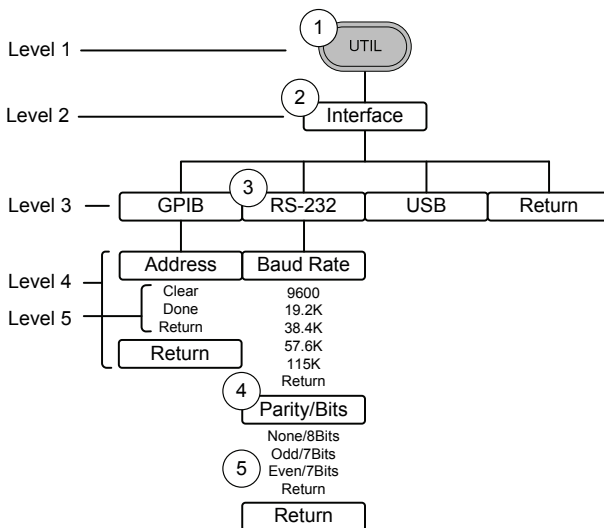 1
UTIL
Level 1
2
Level 2
Interface
3
Level 3
GPIB
RS-232
USB
Return
Level 4
Address
Baud Rate
Level 5
Clear
Done
Return
Return
9600
19.2K
38.4K
57.6K
115K
Return
4
Parity/Bits
None/8Bits
Odd/7Bits
5
Even/7Bits
Return
Return